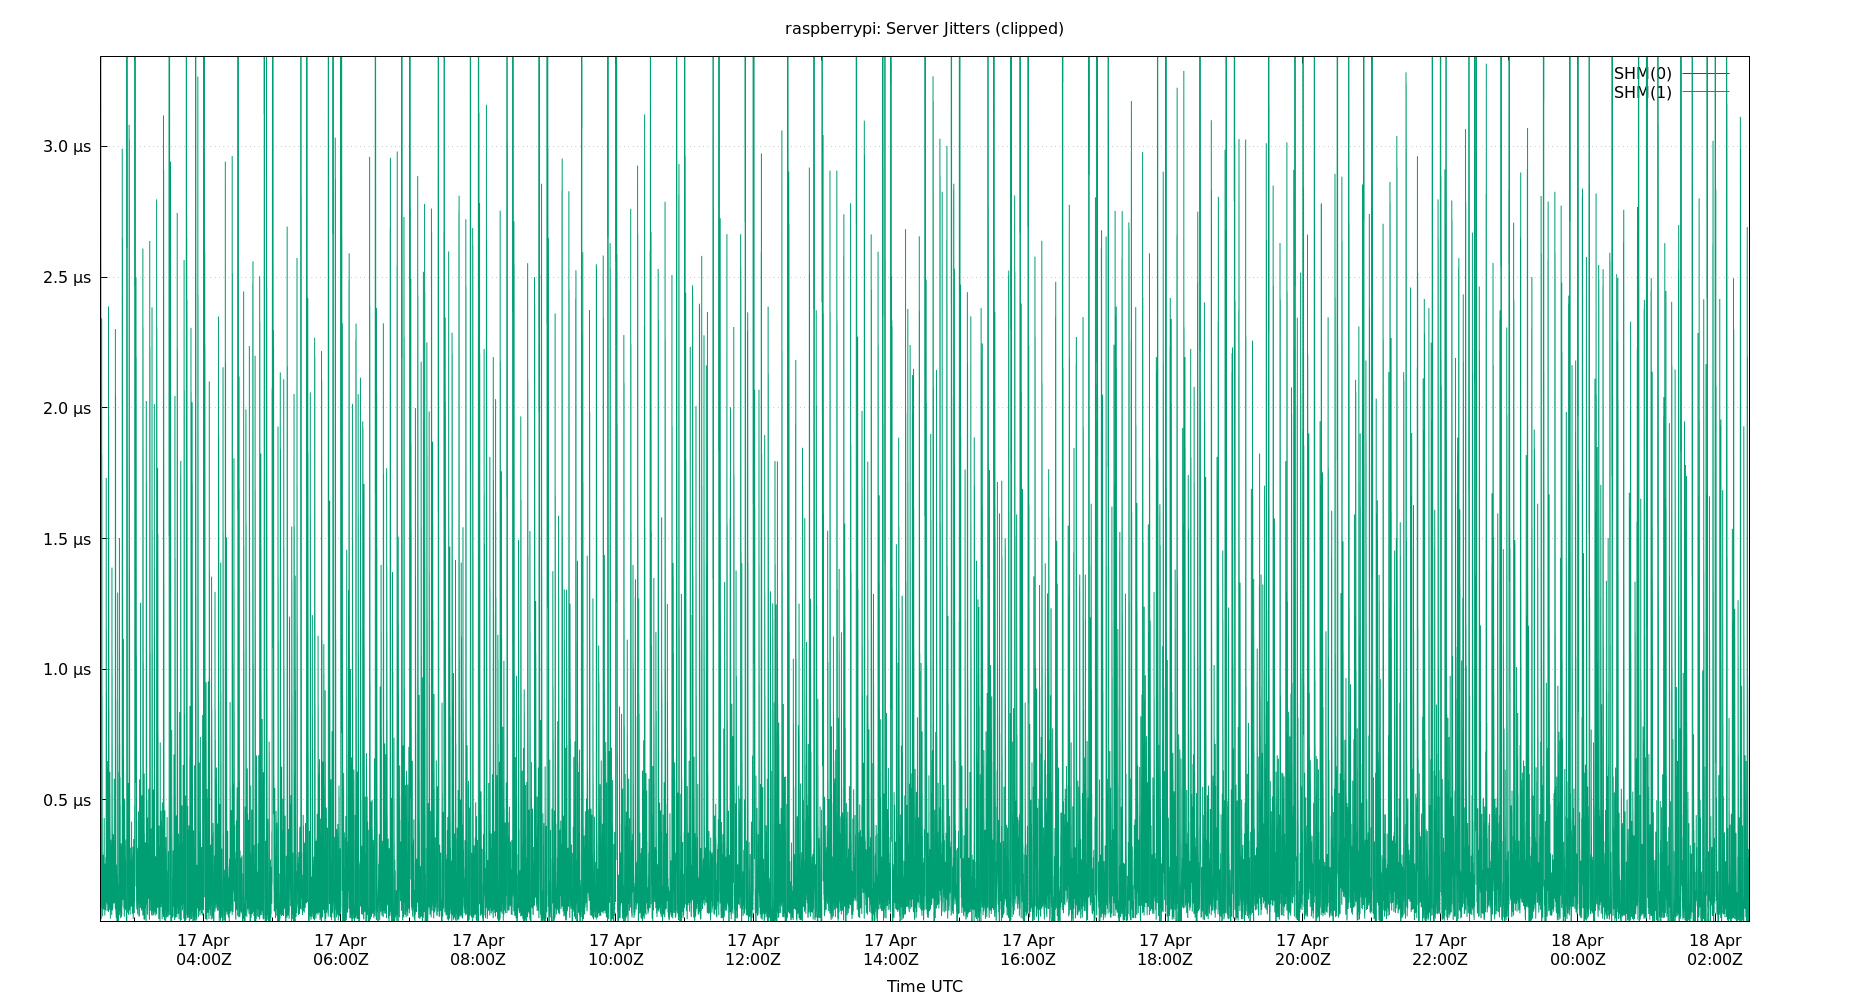 raspberrypi: Server Jitters (clipped)
SHM(0)
SHM(1)
3.0 µs
2.5 µs
2.0 µs
1.5 µs
1.0 µs
0.5 µs
17 Apr 17 Apr 17 Apr 17 Apr 17 Apr 17 Apr 17 Apr 17 Apr 17 Apr 17 Apr 18 Apr 18 Apr
04:00Z 06:00Z 08:00Z 10:00Z 12:00Z 14:00Z 16:00Z 18:00Z 20:00Z 22:00Z 00:00Z 02:00Z
Time UTC